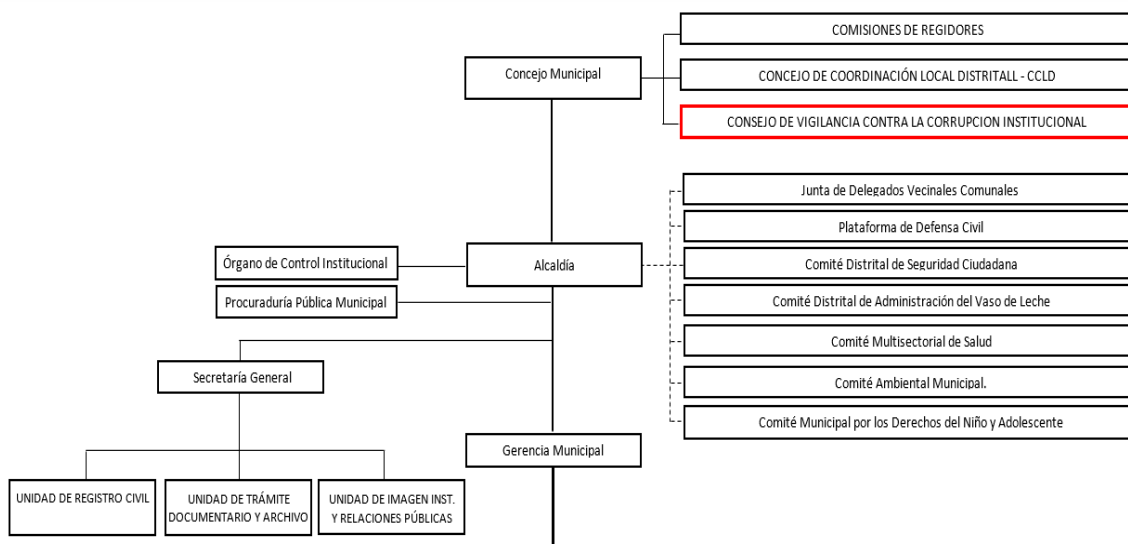 COMISIONES DE REGIDORES
Concejo Municipal
CONCEJO DE COORDINACIÓN LOCAL DISTRITALL - CCLD
CONSEJO DE VIGILANCIA CONTRA LA CORRUPCION INSTITUCIONAL
Junta de Delegados Vecinales Comunales
Plataforma de Defensa Civil
Órgano de Control Institucional
Alcaldía
Comité Distrital de Seguridad Ciudadana
Procuraduría Pública Municipal
Comité Distrital de Administración del Vaso de Leche
Comité Multisectorial de Salud
Secretaría General
Comité Ambiental Municipal.
Comité Municipal por los Derechos del Niño y Adolescente
Gerencia Municipal
UNIDAD DE REGISTRO CIVIL
UNIDAD DE TRÁMITE
DOCUMENTARIO Y ARCHIVO
UNIDAD DE IMAGEN INST.
Y RELACIONES PÚBLICAS